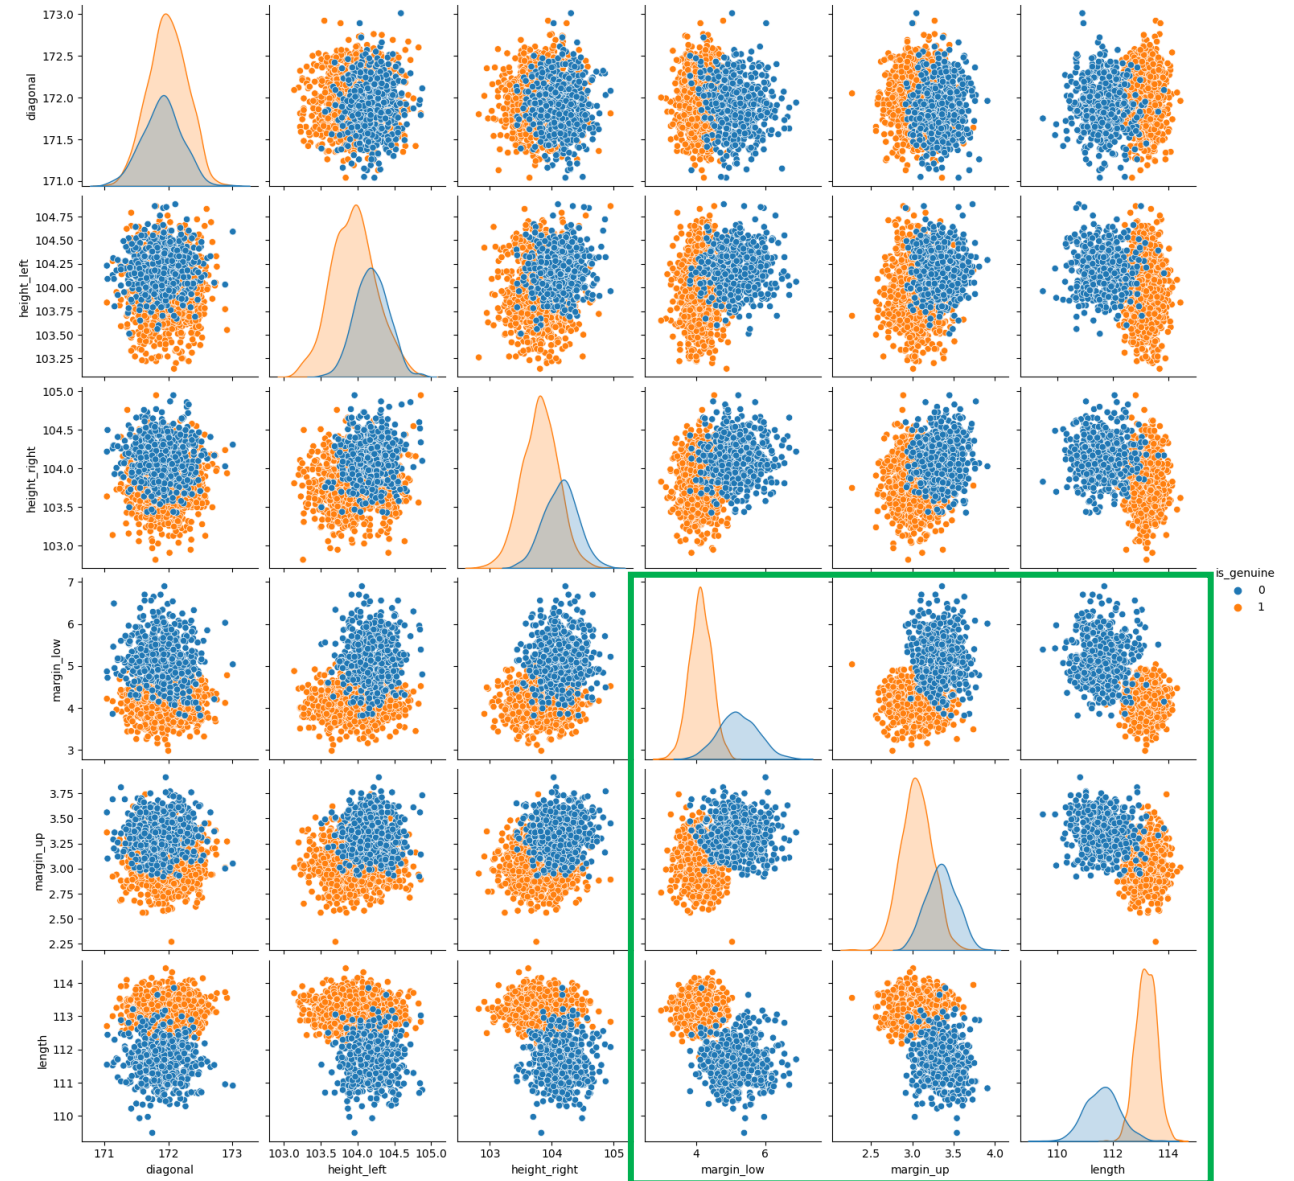 173.0
172.5
172.0
171.5
171.0
diagonal
104.75
104.50
104.25
104.00
103.75
103.50
103.25
height_left
105.0
104.5
104.0
103.5
103.0
height_right
is_genuine
0
1
7
6
5
4
3
margin_low
3.75
3.50
3.25
3.00
2.75
2.50
2.25
margin_up
114
113
112
111
110
length
171 172 173
diagonal
103.0 103.5 104.0 104.5 105.0
height_left
103 104 105
height_right
4 6
margin_low
2.5 3.0 3.5 4.0
margin_up
110 112 114
length